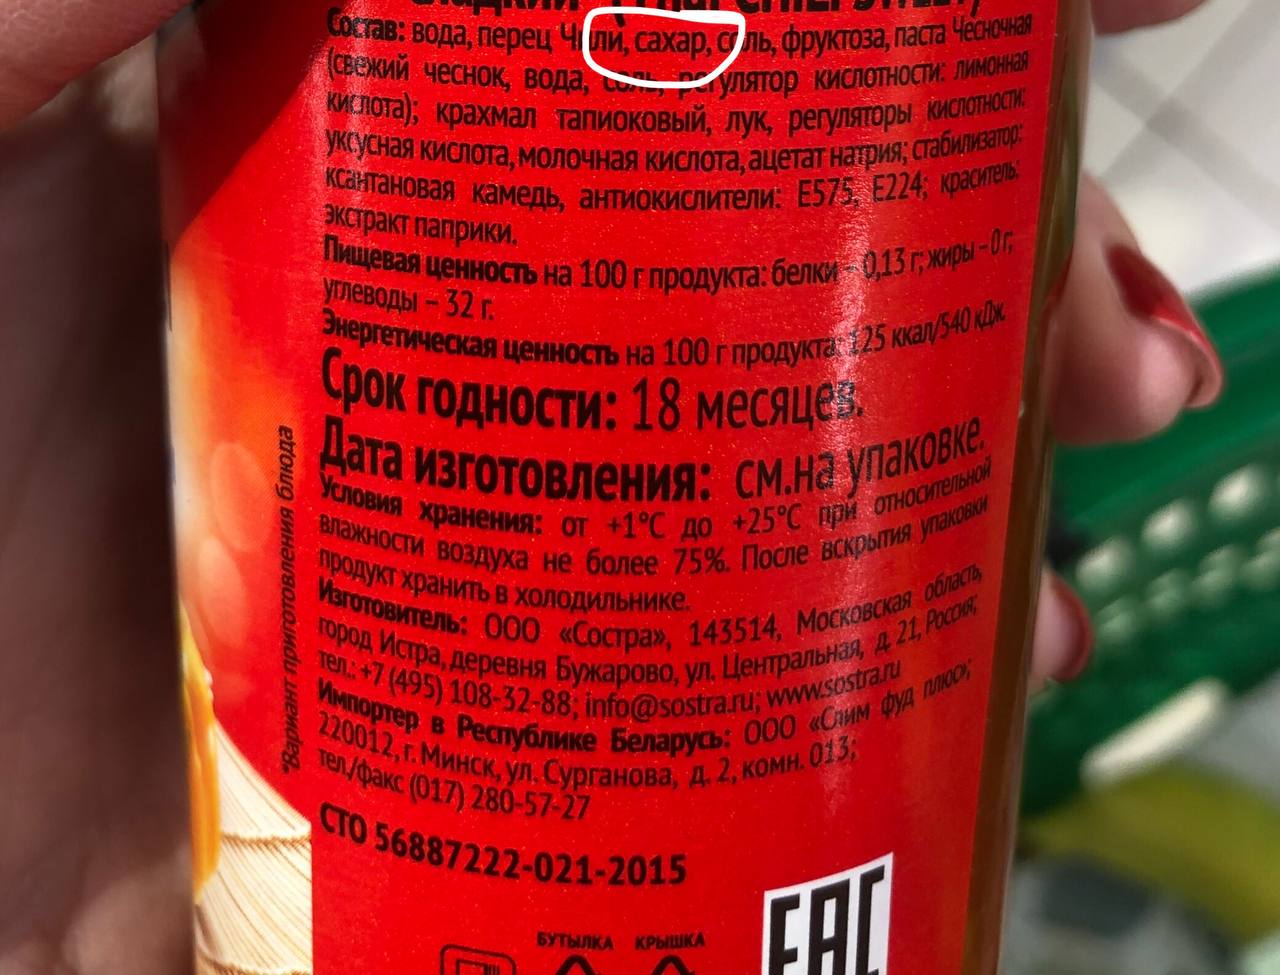 Состав: вода, перец Чили, сахар, соль, фруктоза, паста Чесночная
(свежий чеснок, вода, соль, регулятор кислотности: лимонная
кислота); крахмал тапиоковый, лук, регуляторы кислотности:
уксусная кислота, молочная кислота, ацетат натрия; стабилизатор:
ксантановая камедь, антиокислители: Е575, Е224; краситель:
экстракт паприки.
Пищевая ценность на 100 г продукта: белки – 0,13 г; жиры – 0 г;
углеводы – 32 г.
Энергетическая ценность на 100 г продукта: 125 ккал/540 кДж.
Срок годности: 18 месяцев.
Дата изготовления: см.на упаковке.
Условия хранения: от +1°C до +25°C при относительной
влажности воздуха не более 75%. После вскрытия упаковки
продукт хранить в холодильнике.
Изготовитель: ООО «Состра», 143514, Московская область,
город Истра, деревня Бужарово, ул. Центральная, д. 21, Россия;
тел.: +7 (495) 108-32-88; info@sostra.ru; www.sostra.ru
Импортер в Республике Беларусь: ООО «Слим фуд плюс»;
220012, г. Минск, ул. Сурганова, д. 2, комн. 013;
тел./факс (017) 280-57-27
СТО 56887222-021-2015
БУТЫЛКА КРЫШКА
EAC
*Вариант приготовления блюда